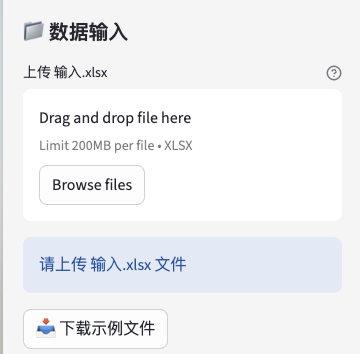 数据输入
上传 输入.xlsx
Drag and drop file here
Limit 200MB per file • XLSX
Browse files
请上传 输入.xlsx 文件
下载示例文件